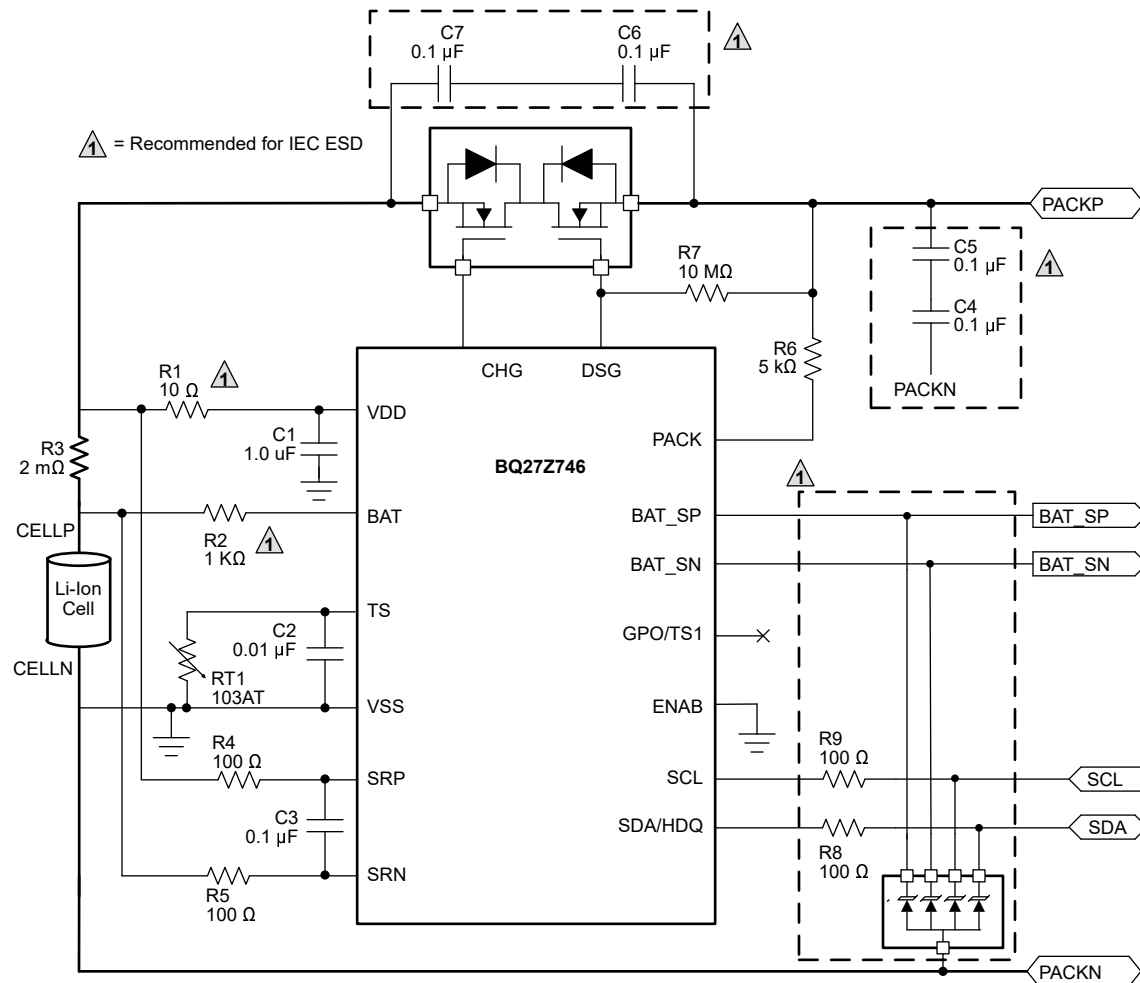 C7
0.1 µF
C6
0.1 µF
1
1 = Recommended for IEC ESD
PACKP
R7
10 MΩ
C5
0.1 µF
1
C4
0.1 µF
PACKN
R6
5 kΩ
CHG
DSG
R1
10 Ω
1
VDD
C1
1.0 uF
R3
2 mΩ
PACK
BQ27Z746
1
CELLP
R2
1 KΩ
1
BAT
BAT_SP
BAT_SP
BAT_SN
BAT_SN
Li-Ion
Cell
TS
C2
0.01 µF
GPO/TS1
CELLN
RT1
103AT
VSS
ENAB
R4
100 Ω
SRP
R9
100 Ω
SCL
SCL
C3
0.1 µF
SDA/HDQ
SDA
R8
100 Ω
R5
100 Ω
SRN
PACKN